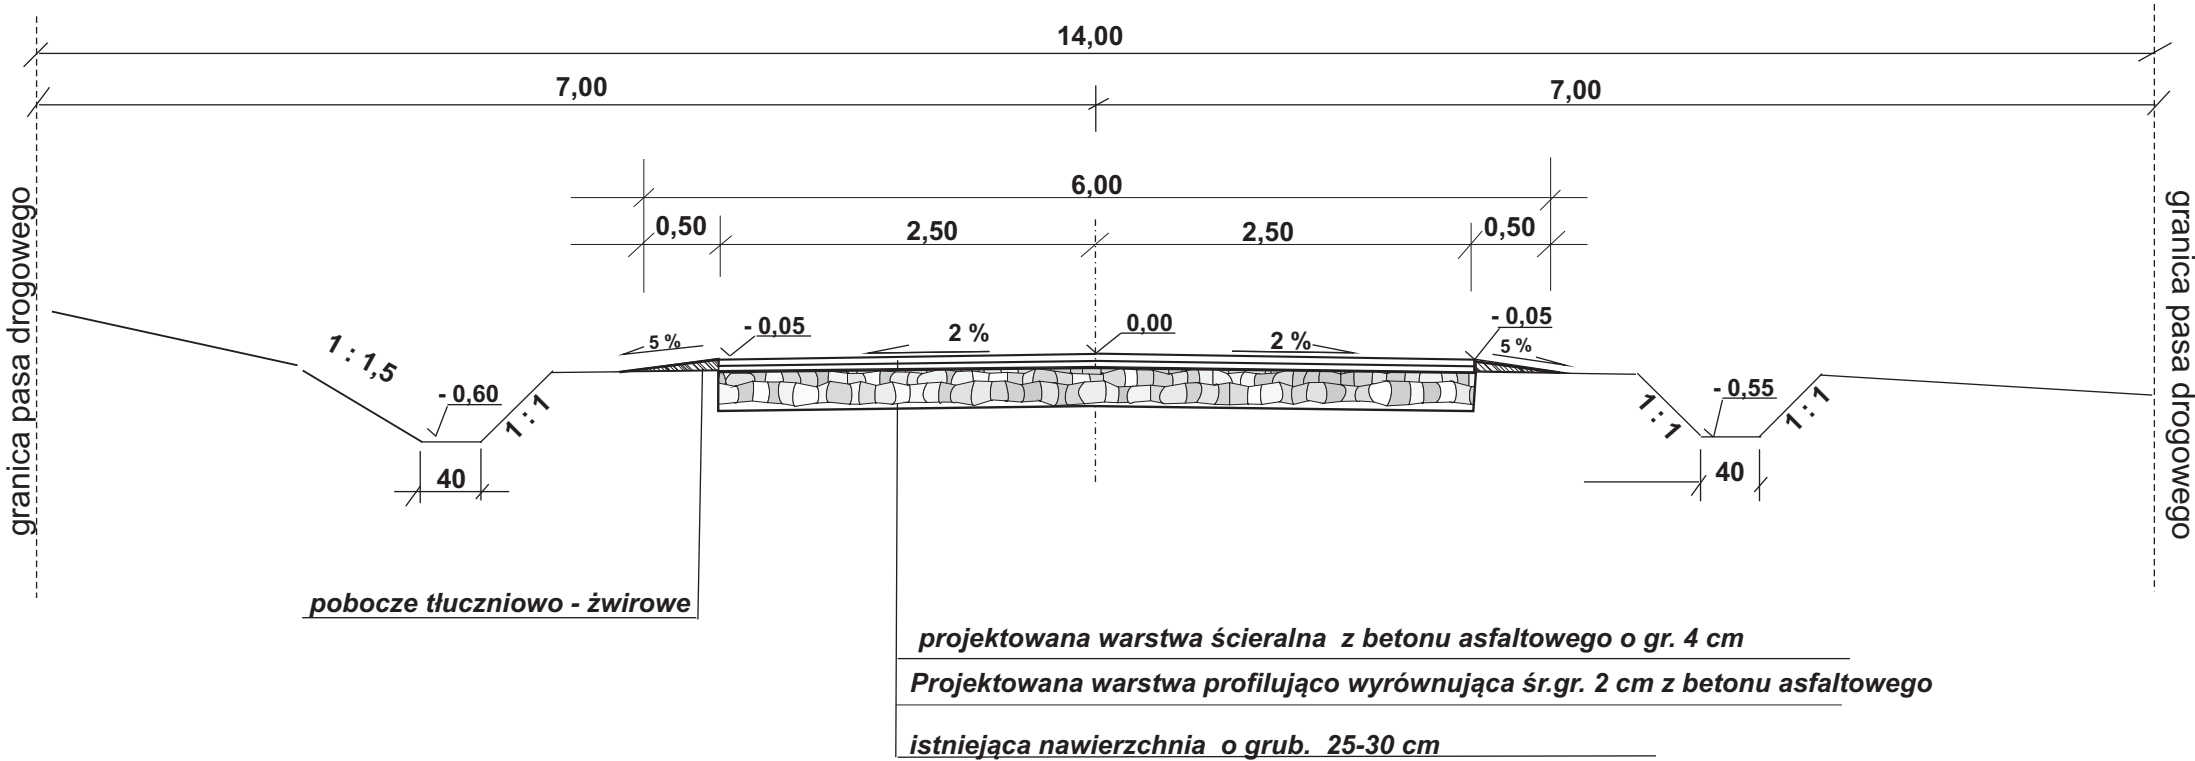 14,00
7,00
7,00
6,00
0,50
2,50
2,50
0,50
granica pasa drogowego
granica pasa drogowego
1 : 1,5
5 %
- 0,05
2 %
0,00
2 %
- 0,05
5 %
- 0,60
1 : 1
1 : 1
- 0,55
1 : 1
40
40
pobocze tłuczniowo - żwirowe
projektowana warstwa ścieralna z betonu asfaltowego o gr. 4 cm
Projektowana warstwa profilująco wyrównująca śr.gr. 2 cm z betonu asfaltowego
istniejąca nawierzchnia o grub. 25-30 cm